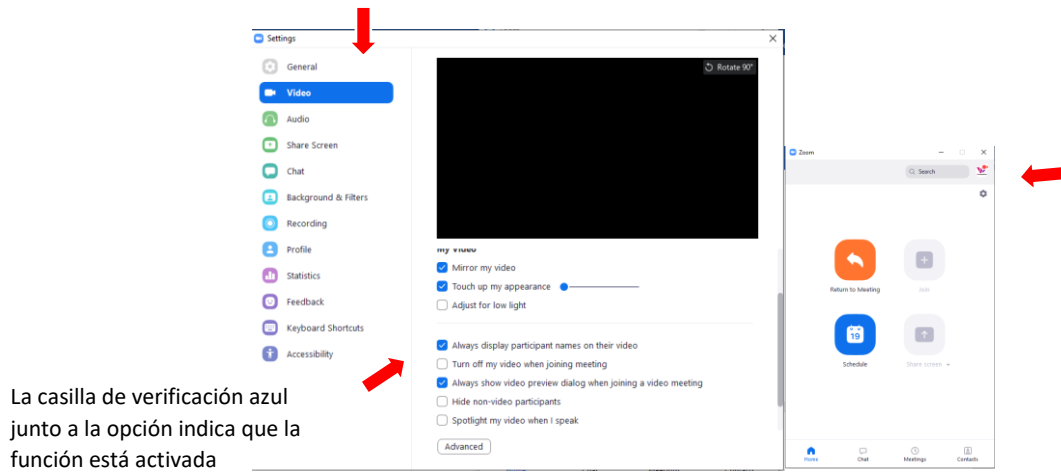 Settings
General
Video
Audio
Share Screen
Chat
Background & Filters
Recording
Profile
Statistics
Feedback
Keyboard Shortcuts
Accessibility
Rotate 90°
My Video
Mirror my video
Touch up my appearance
Adjust for low light
Always display participant names on their video
Turn off my video when joining meeting
Always show video preview dialog when joining a video meeting
Hide non-video participants
Spotlight my video when I speak
Advanced
La casilla de verificación azul
junto a la opción indica que la
función está activada
Zoom
Search
Return to Meeting
Join
19
Schedule
Share screen
Home
Chat
Meetings
Contacts